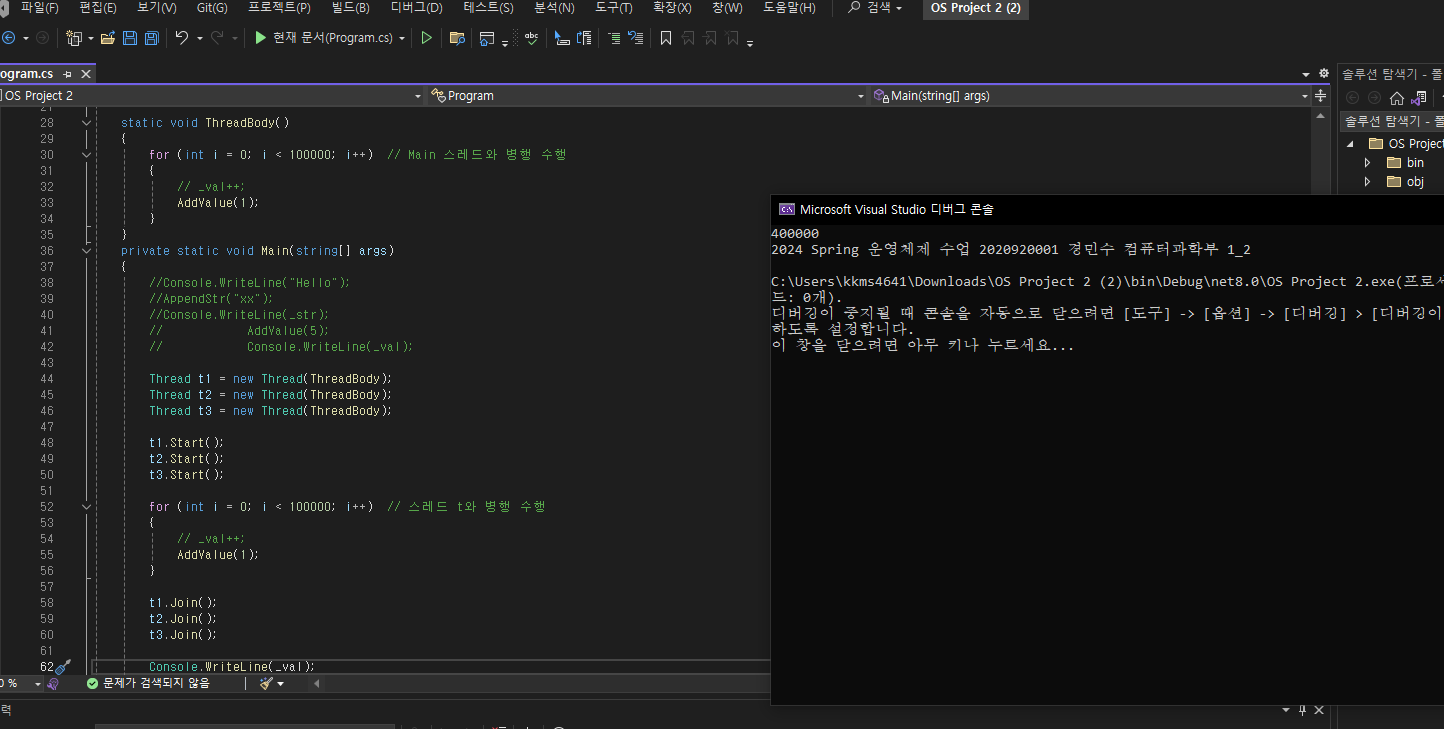 파일(F) 편집(E) 보기(V) Git(G) 프로젝트(P) 빌드(B) 디버그(D) 테스트(S) 분석(N) 도구(T) 확장(X) 창(W) 도움말(H) 검색 OS Project 2 (2)
현재 문서(Program.cs) abc
ogram.cs
솔루션 탐색기 - 폴
OS Project 2 Program Main(string[] args)
솔루션 탐색기 - 폴
OS Project
bin
obj
27
28 static void ThreadBody()
29 {
30 for (int i = 0; i < 100000; i++) // Main 스레드와 병행 수행
31 {
32 // _val++;
33 AddValue(1);
34 }
35 }
36 private static void Main(string[] args)
37 {
38 //Console.WriteLine("Hello");
39 //AppendStr("xx");
40 //Console.WriteLine(_str);
41 // AddValue(5);
42 // Console.WriteLine(_val);
43
44 Thread t1 = new Thread(ThreadBody);
45 Thread t2 = new Thread(ThreadBody);
46 Thread t3 = new Thread(ThreadBody);
47
48 t1.Start();
49 t2.Start();
50 t3.Start();
51
52 for (int i = 0; i < 100000; i++) // 스레드 t와 병행 수행
53 {
54 // _val++;
55 AddValue(1);
56 }
57
58 t1.Join();
59 t2.Join();
60 t3.Join();
61
62 Console.WriteLine(_val);
0 % 문제가 검색되지 않음
력
Microsoft Visual Studio 디버그 콘솔
400000
2024 Spring 운영체제 수업 2020920001 경민수 컴퓨터과학부 1_2
C:\Users\kkms4641\Downloads\OS Project 2 (2)\bin\Debug\net8.0\OS Project 2.exe(프로세
드: 0개).
디버깅이 중지될 때 콘솔을 자동으로 닫으려면 [도구] -> [옵션] -> [디버깅] > [디버깅이
하도록 설정합니다.
이 창을 닫으려면 아무 키나 누르세요...